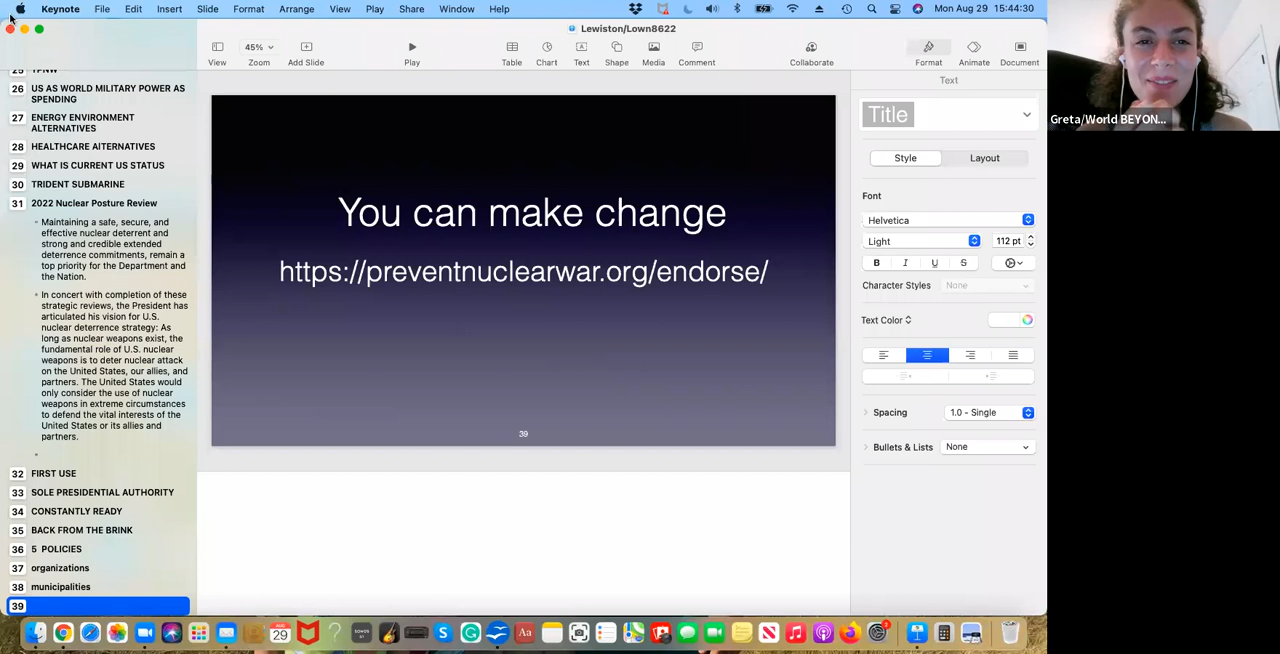 Keynote File Edit Insert Slide Format Arrange View Play Share Window Help Mon Aug 29 15:44:30
Lewiston/Lown8622
45%
View Zoom Add Slide Play Table Chart Text Shape Media Comment Collaborate Format Animate Document
25 TPNW
26 US AS WORLD MILITARY POWER AS
SPENDING
27 ENERGY ENVIRONMENT
ALTERNATIVES
28 HEALTHCARE AlTERNATIVES
29 WHAT IS CURRENT US STATUS
30 TRIDENT SUBMARINE
31 2022 Nuclear Posture Review
Maintaining a safe, secure, and
effective nuclear deterrent and
strong and credible extended
deterrence commitments, remain a
top priority for the Department and
the Nation.
In concert with completion of these
strategic reviews, the President has
articulated his vision for U.S.
nuclear deterrence strategy: As
long as nuclear weapons exist, the
fundamental role of U.S. nuclear
weapons is to deter nuclear attack
on the United States, our allies, and
partners. The United States would
only consider the use of nuclear
weapons in extreme circumstances
to defend the vital interests of the
United States or its allies and
partners.
32 FIRST USE
33 SOLE PRESIDENTIAL AUTHORITY
34 CONSTANTLY READY
35 BACK FROM THE BRINK
36 5 POLICIES
37 organizations
38 municipalities
39
You can make change
https://preventnuclearwar.org/endorse/
39
Text
Title
Style Layout
Font
Helvetica
Light 112 pt
B I U S
Character Styles None
Text Color
Spacing 1.0 - Single
Bullets & Lists None
Greta/World BEYON...
AUG
29
Aa
3